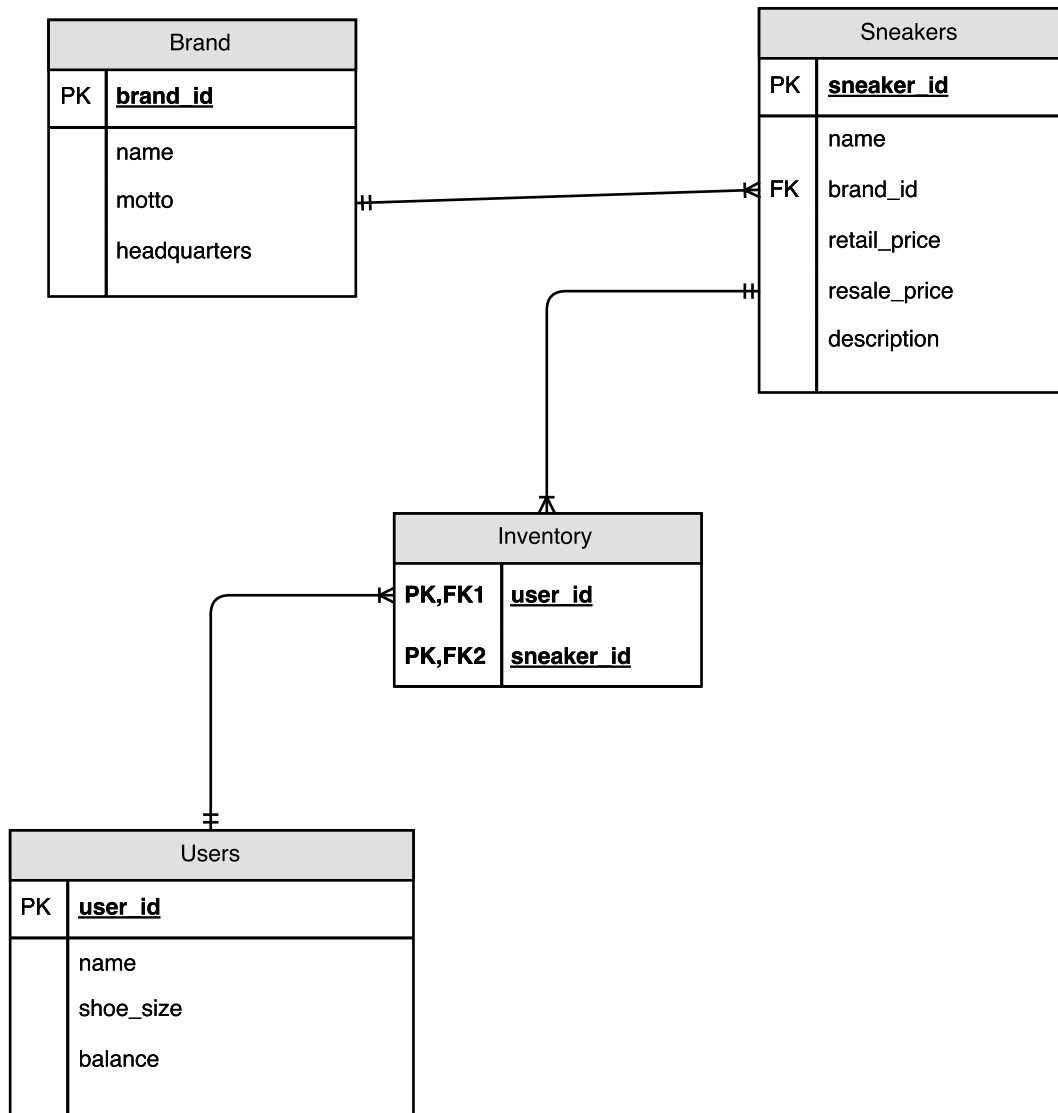 Brand
PK brand_id
name
motto
headquarters
Sneakers
PK sneaker_id
name
FK brand_id
retail_price
resale_price
description
Inventory
PK,FK1 user_id
PK,FK2 sneaker_id
Users
PK user_id
name
shoe_size
balance